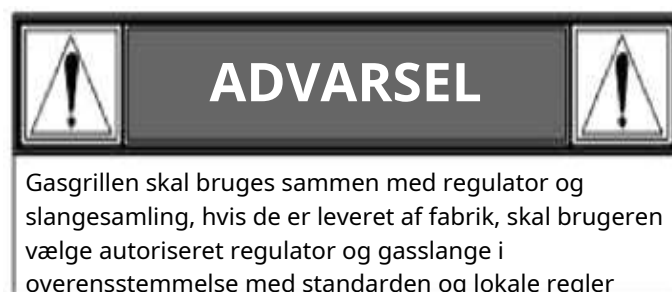 ADVARSEL
Gasgrillen skal bruges sammen med regulator og
slangesamling, hvis de er leveret af fabrik, skal brugeren
vælge autoriseret regulator og gasslange i
overensstemmelse med standarden og lokale regler